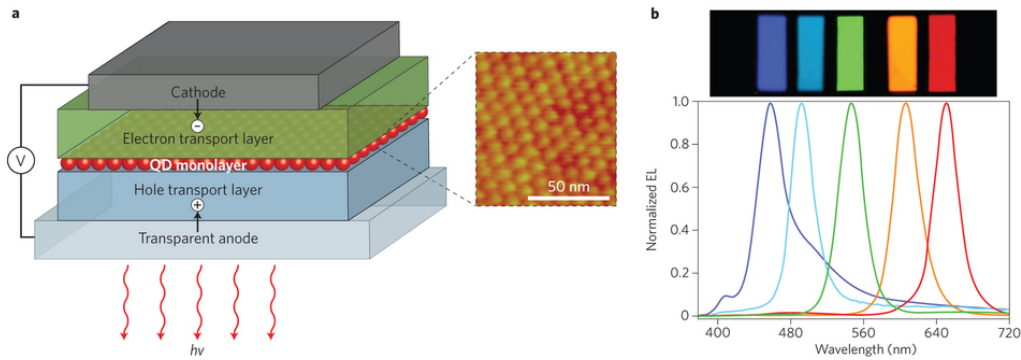 a
Cathode
−
Electron transport layer
V
QD monolayer
Hole transport layer
+
Transparent anode
hν
50 nm
b
Normalized EL
1.0
0.8
0.6
0.4
0.2
0
400 480 560 640 720
Wavelength (nm)